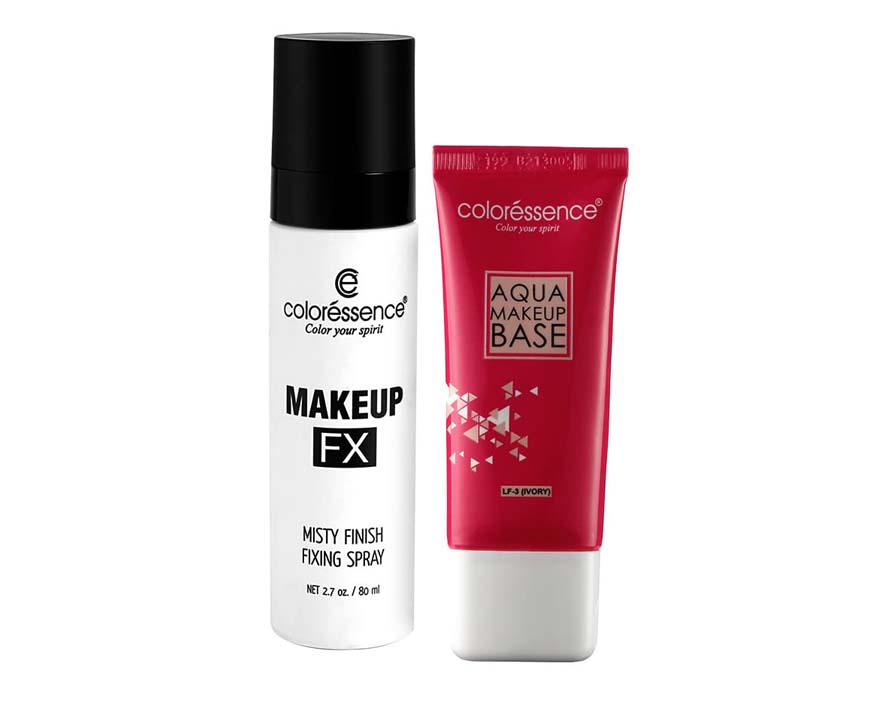 coloréssence®
Color your spirit
MAKEUP
FX
MISTY FINISH
FIXING SPRAY
NET 2.7 oz. / 80 ml
coloréssence®
Color your spirit
AQUA
MAKEUP
BASE
LF-3 (IVORY)